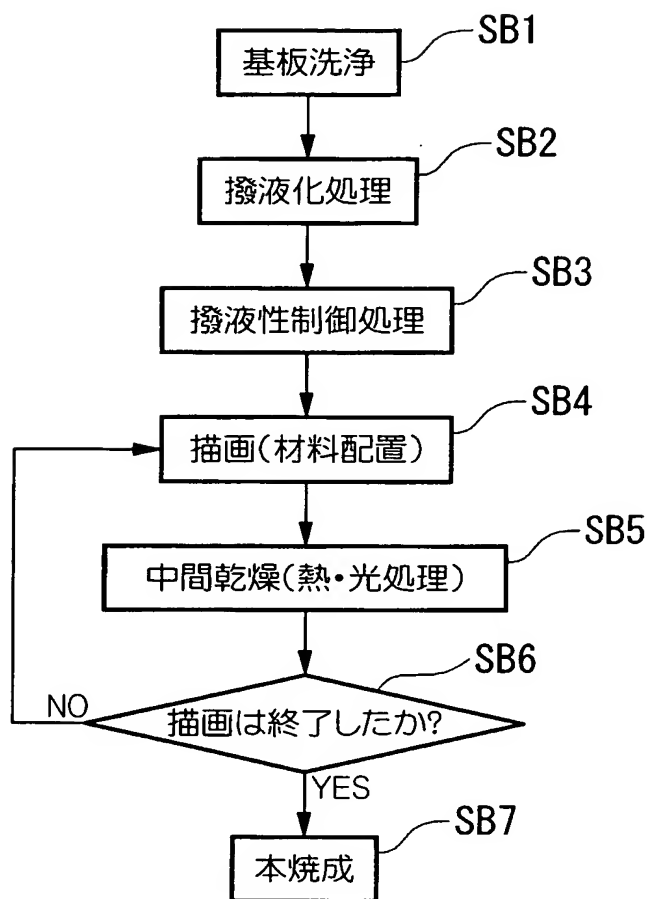 SB1
基板洗浄
SB2
撥液化処理
SB3
撥液性制御処理
SB4
描画(材料配置)
SB5
中間乾燥(熱・光処理)
SB6
NO
描画は終了したか?
YES
SB7
本焼成